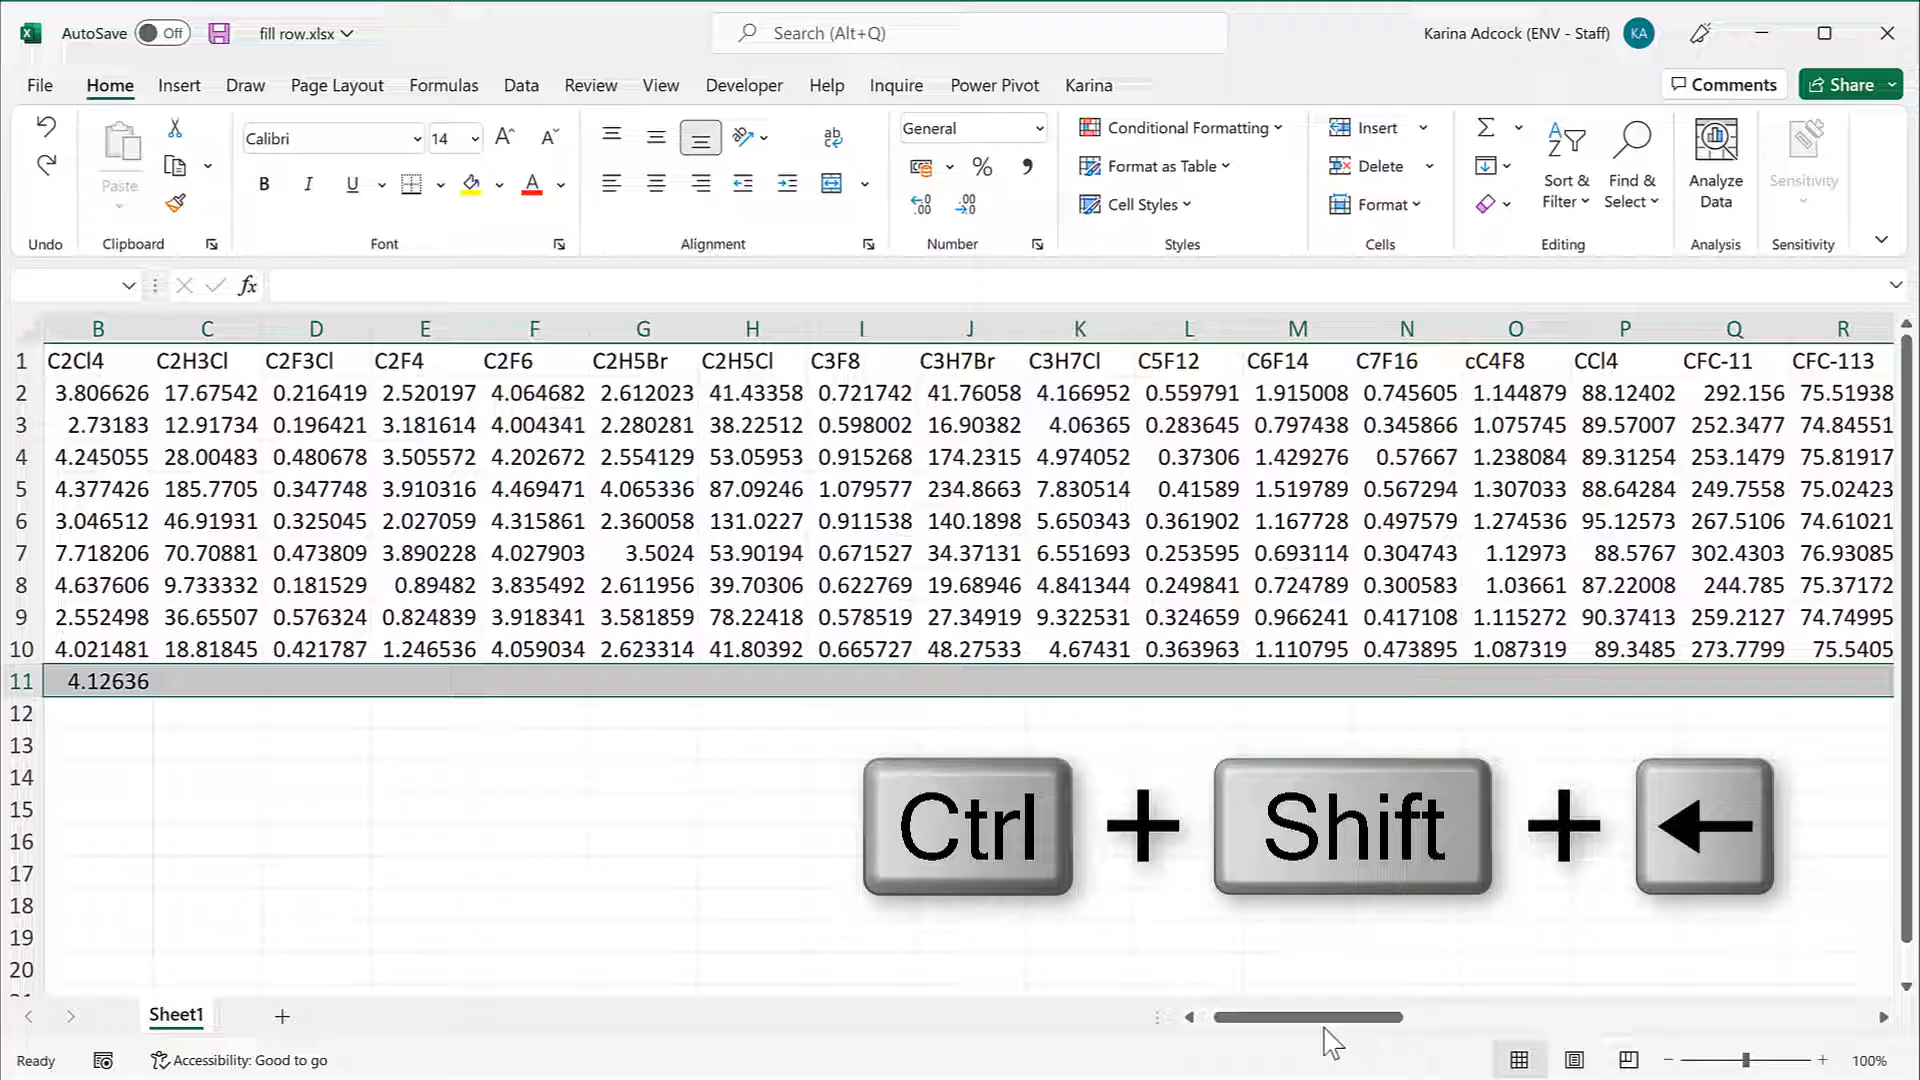 AutoSave Off fill row.xlsx Search (Alt+Q) Karina Adcock (ENV - Staff) KA
File Home Insert Draw Page Layout Formulas Data Review View Developer Help Inquire Power Pivot Karina Comments Share
Calibri 14 General Conditional Formatting Insert
Paste Format as Table Delete Sort & Filter Find & Select Analyze Data Sensitivity
Cell Styles Format
Undo Clipboard Font Alignment Number Styles Cells Editing Analysis Sensitivity
fx
B C D E F G H I J K L M N O P Q R
1 C2Cl4 C2H3Cl C2F3Cl C2F4 C2F6 C2H5Br C2H5Cl C3F8 C3H7Br C3H7Cl C5F12 C6F14 C7F16 cC4F8 CCl4 CFC-11 CFC-113
2 3.806626 17.67542 0.216419 2.520197 4.064682 2.612023 41.43358 0.721742 41.76058 4.166952 0.559791 1.915008 0.745605 1.144879 88.12402 292.156 75.51938
3 2.73183 12.91734 0.196421 3.181614 4.004341 2.280281 38.22512 0.598002 16.90382 4.06365 0.283645 0.797438 0.345866 1.075745 89.57007 252.3477 74.84551
4 4.245055 28.00483 0.480678 3.505572 4.202672 2.554129 53.05953 0.915268 174.2315 4.974052 0.37306 1.429276 0.57667 1.238084 89.31254 253.1479 75.81917
5 4.377426 185.7705 0.347748 3.910316 4.469471 4.065336 87.09246 1.079577 234.8663 7.830514 0.41589 1.519789 0.567294 1.307033 88.64284 249.7558 75.02423
6 3.046512 46.91931 0.325045 2.027059 4.315861 2.360058 131.0227 0.911538 140.1898 5.650343 0.361902 1.167728 0.497579 1.274536 95.12573 267.5106 74.61021
7 7.718206 70.70881 0.473809 3.890228 4.027903 3.5024 53.90194 0.671527 34.37131 6.551693 0.253595 0.693114 0.304743 1.12973 88.5767 302.4303 76.93085
8 4.637606 9.733332 0.181529 0.89482 3.835492 2.611956 39.70306 0.622769 19.68946 4.841344 0.249841 0.724789 0.300583 1.03661 87.22008 244.785 75.37172
9 2.552498 36.65507 0.576324 0.824839 3.918341 3.581859 78.22418 0.578519 27.34919 9.322531 0.324659 0.966241 0.417108 1.115272 90.37413 259.2127 74.74995
10 4.021481 18.81845 0.421787 1.246536 4.059034 2.623314 41.80392 0.665727 48.27533 4.67431 0.363963 1.110795 0.473895 1.087319 89.3485 273.7799 75.5405
11 4.12636
12
13
14
15
16
17
18
19
20
Ctrl + Shift +
Sheet1
Ready Accessibility: Good to go 100%